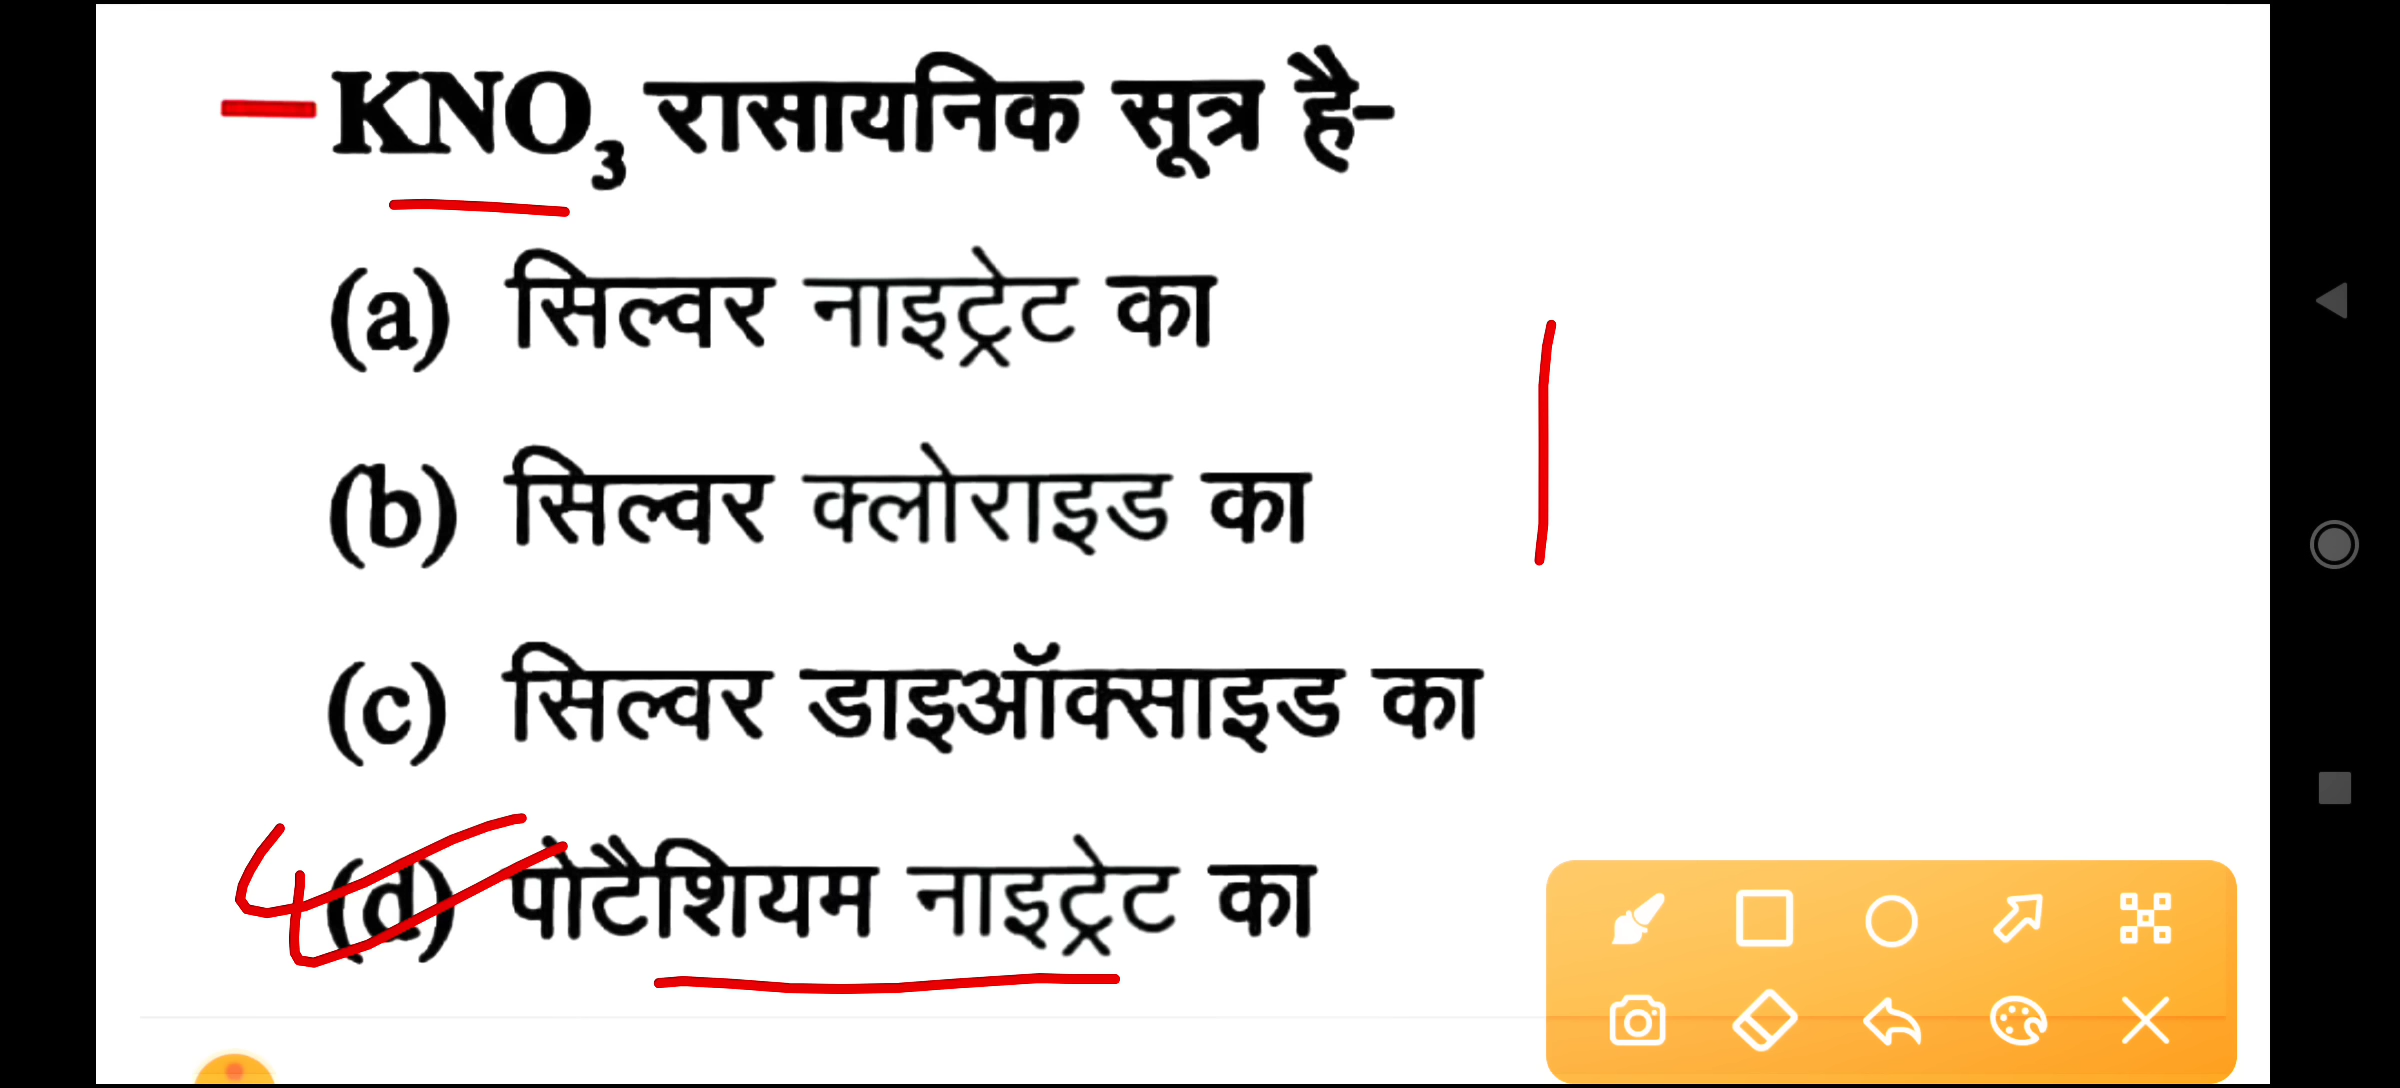 KNO₃ रासायनिक सूत्र है-
(a) सिल्वर नाइट्रेट का
(b) सिल्वर क्लोराइड का
(c) सिल्वर डाइऑक्साइड का
(d) पोटैशियम नाइट्रेट का